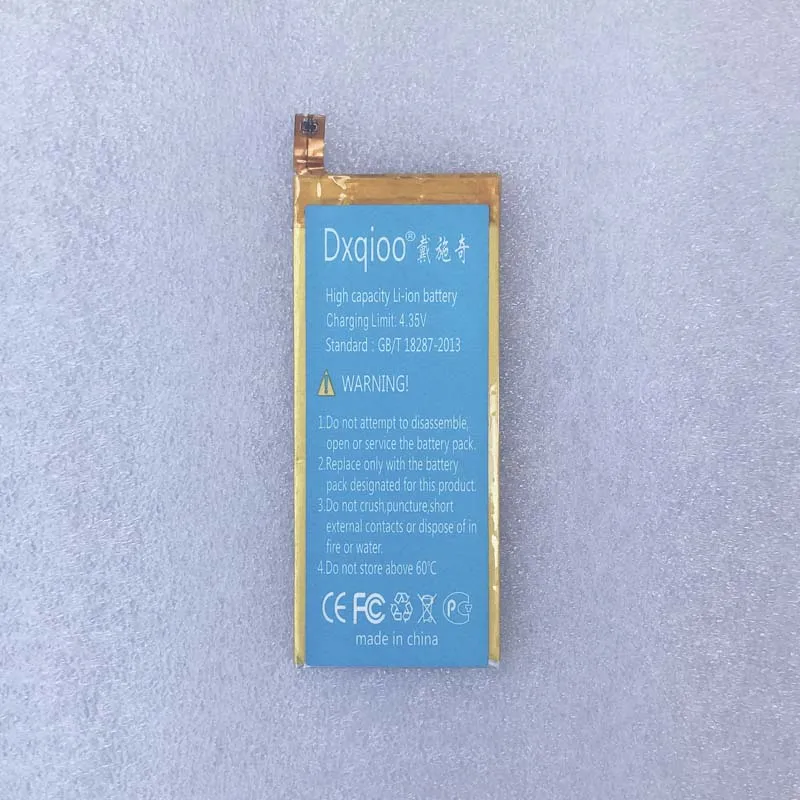 Dxqioo® 戴施奇
High capacity Li-ion battery
Charging Limit: 4.35V
Standard : GB/T 18287-2013
WARNING!
1.Do not attempt to disassemble,
open or service the battery pack.
2.Replace only with the battery
pack designated for this product.
3.Do not crush,puncture,short
external contacts or dispose of in
fire or water.
4.Do not store above 60℃
CE FC PG
made in china